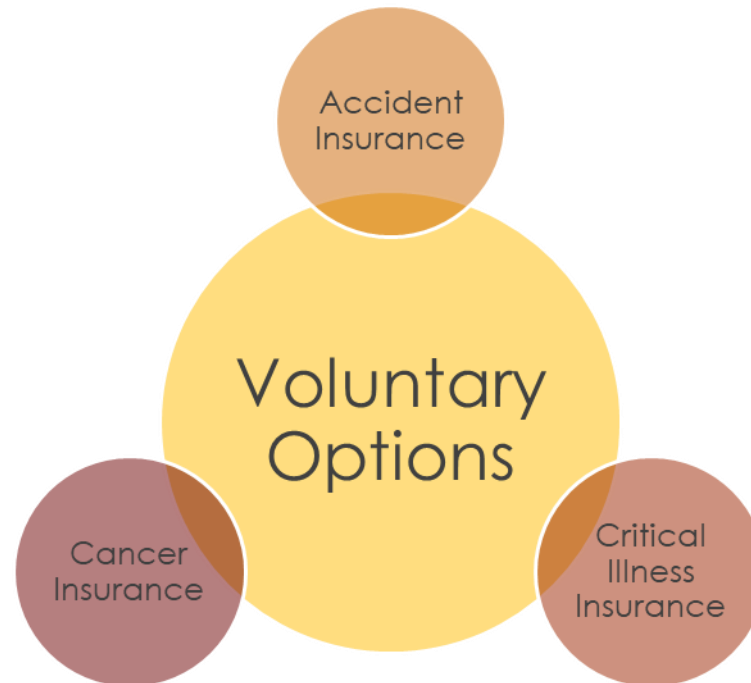 Accident
Insurance
Voluntary
Options
Cancer
Insurance
Critical
Illness
Insurance